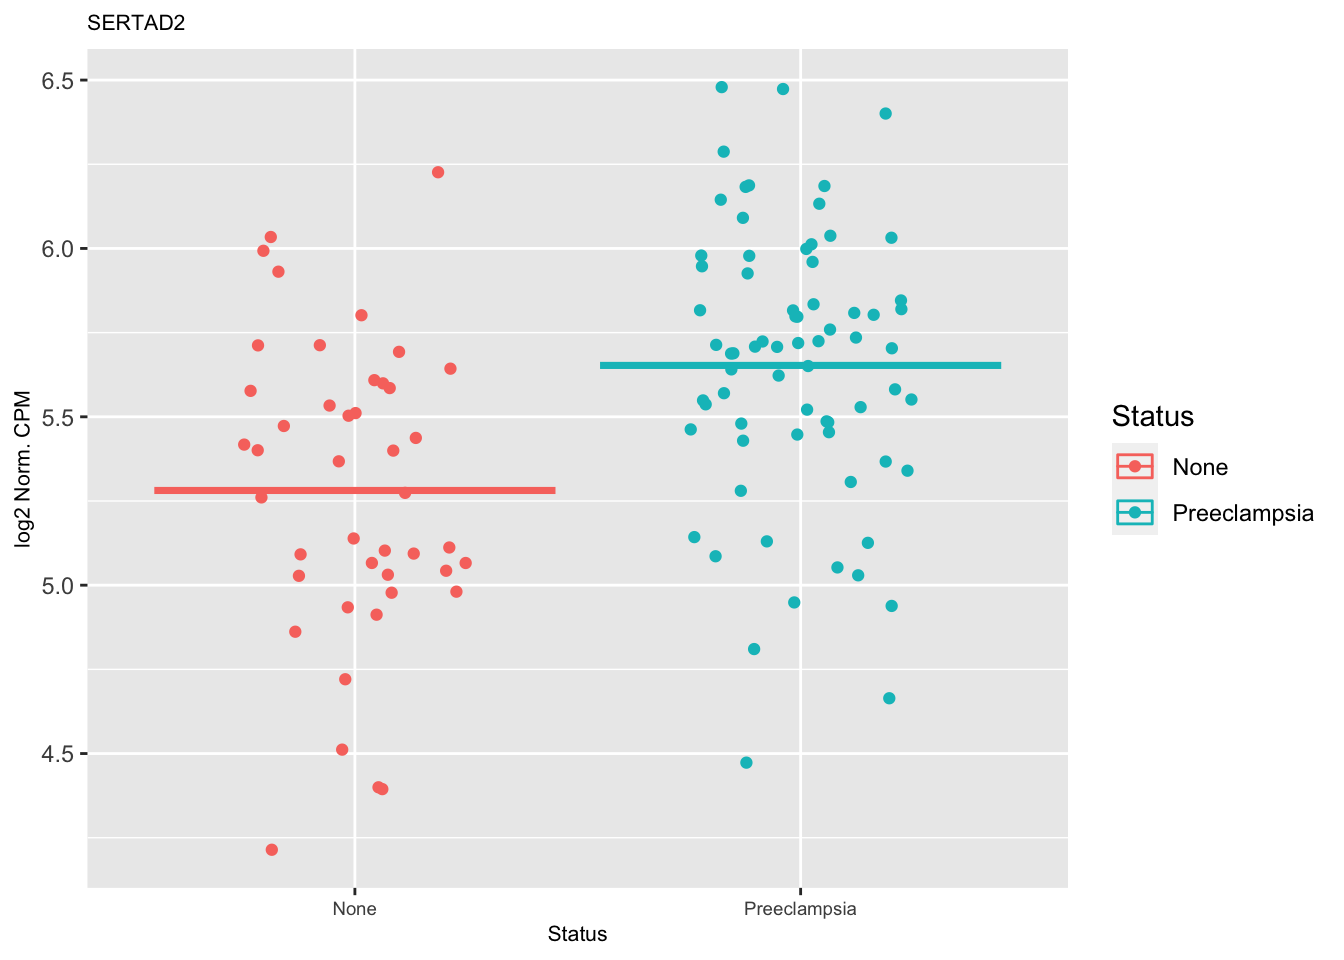 SERTAD2
6.5
6.0
5.5
5.0
4.5
log2 Norm. CPM
None
Preeclampsia
Status
Status
None
Preeclampsia